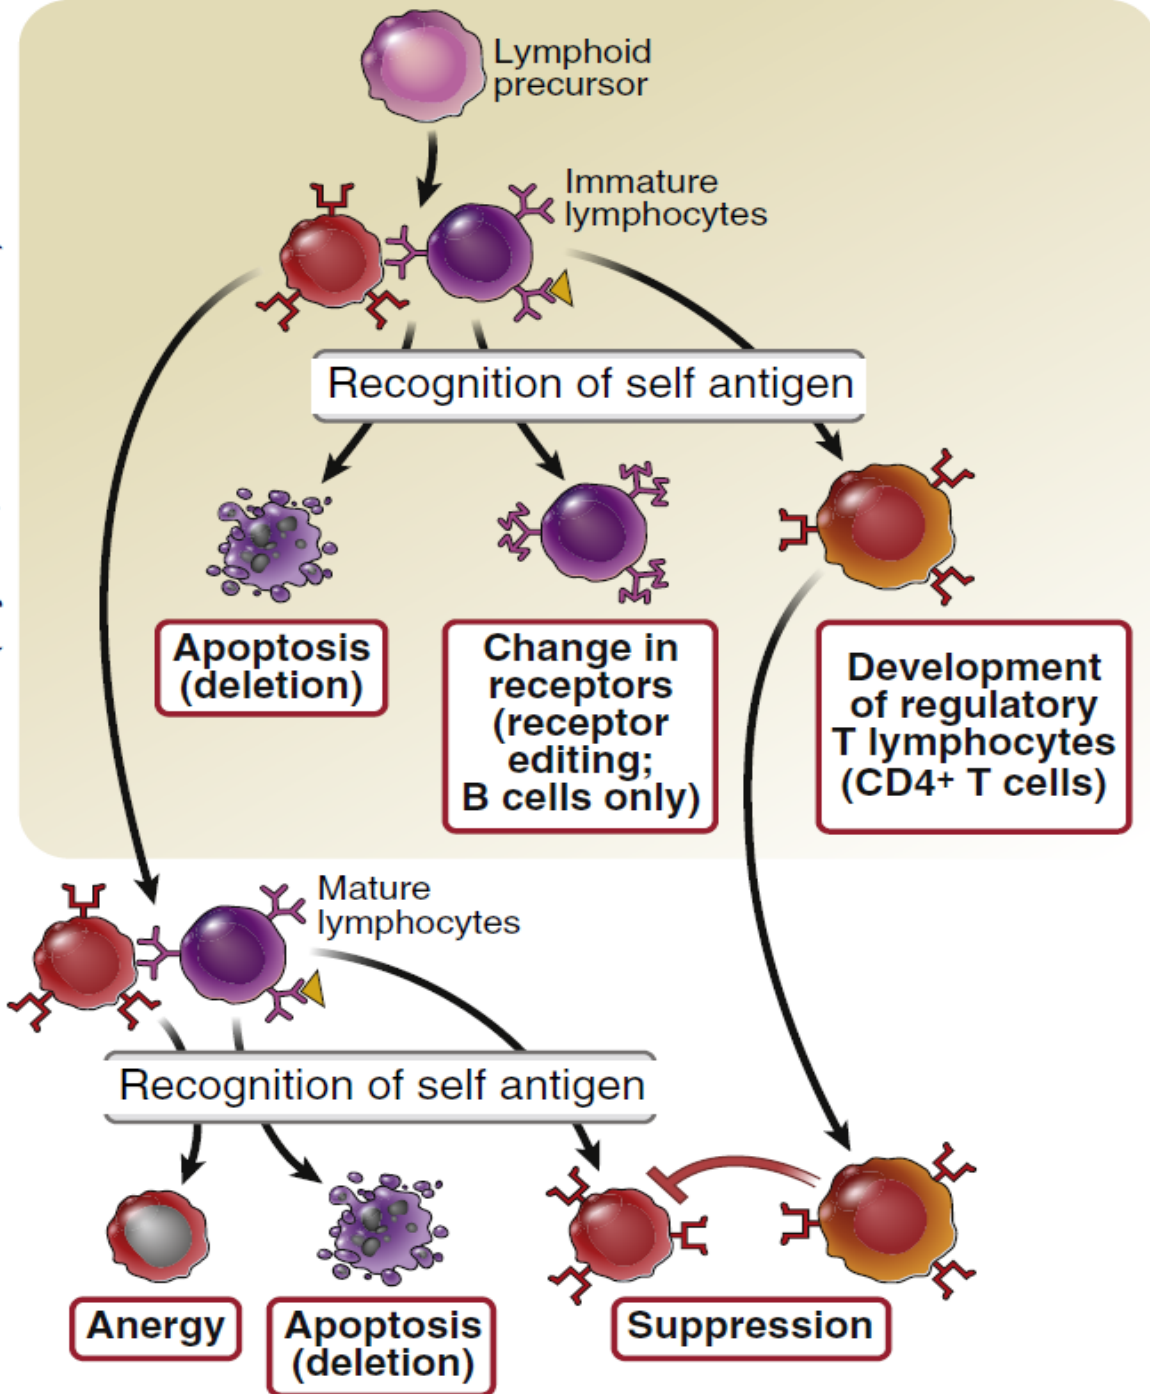 Lymphoid
precursor
Immature
lymphocytes
Recognition of self antigen
Apoptosis
(deletion)
Change in
receptors
(receptor
editing;
B cells only)
Development
of regulatory
T lymphocytes
(CD4+ T cells)
Mature
lymphocytes
Recognition of self antigen
Anergy
Apoptosis
(deletion)
Suppression